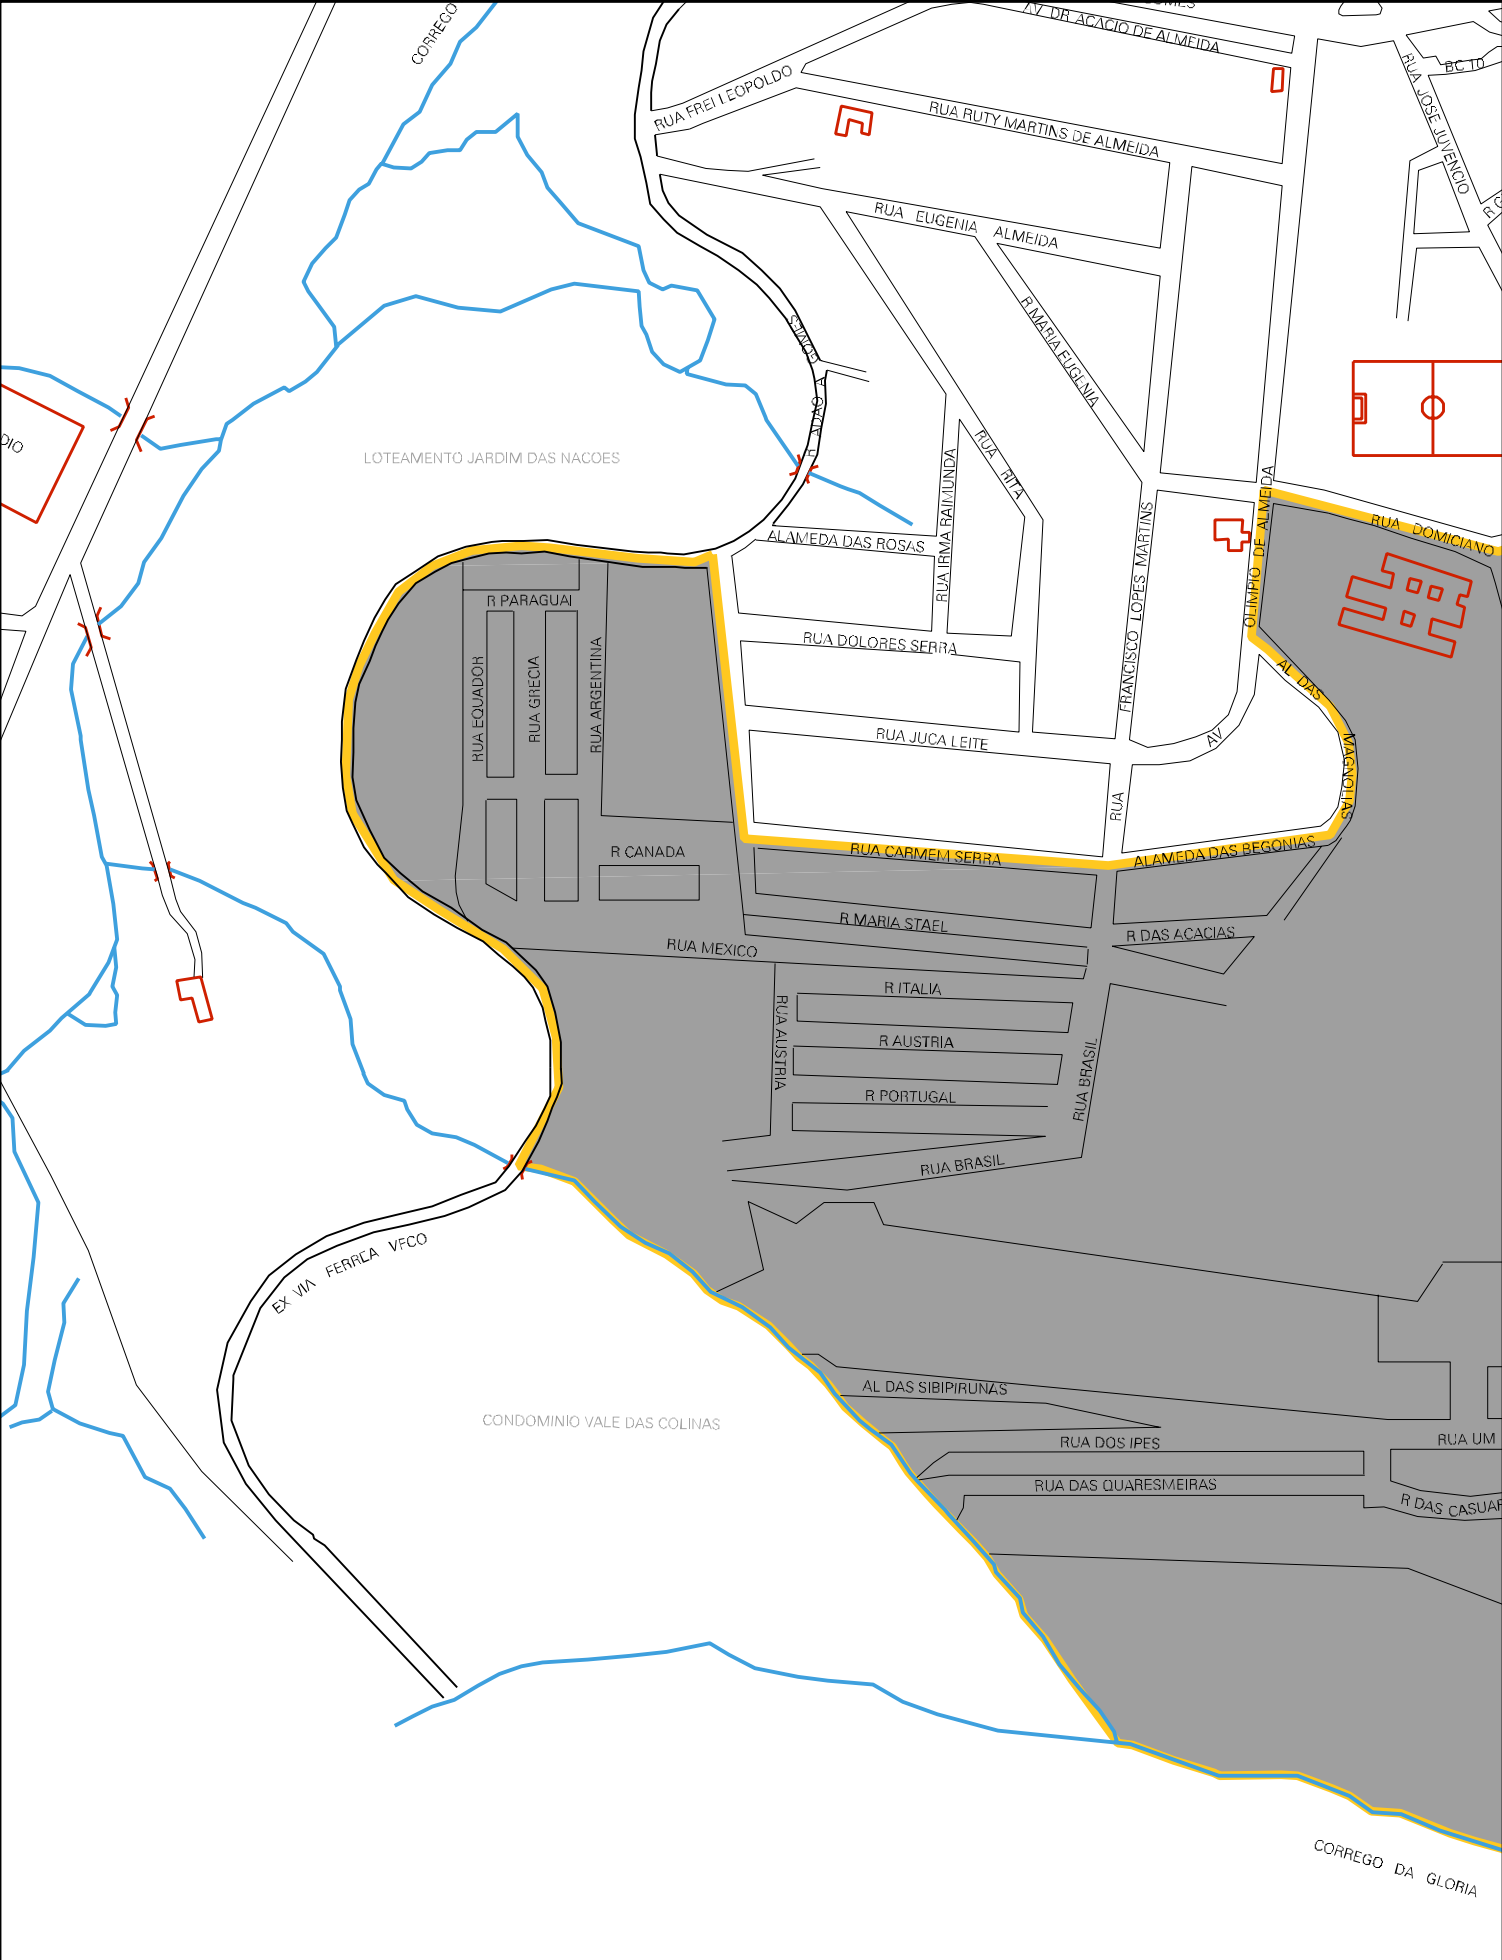 CORREGO
AV DR ACACIO DE ALMEIDA
RUA FREI LEOPOLDO
RUA RUTY MARTINS DE ALMEIDA
RUA JOSE JUVENCIO
BC 10
RUA EUGENIA ALMEIDA
R MARIA EUGENIA
R ADAO A GOMES
LOTEAMENTO JARDIM DAS NACOES
RUA RITA
RUA IRMA RAIMUNDA
ALAMEDA DAS ROSAS
RUA DOLORES SERRA
RUA JUCA LEITE
RUA FRANCISCO LOPES MARTINS
AV OLIMPIO DE ALMEIDA
RUA DOMICIANO
AL DAS MAGNOLIAS
RUA CARMEM SERRA
ALAMEDA DAS BEGONIAS
R PARAGUAI
RUA EQUADOR
RUA GRECIA
RUA ARGENTINA
R CANADA
R MARIA STAEL
R DAS ACACIAS
RUA MEXICO
R ITALIA
RUA AUSTRIA
R AUSTRIA
R PORTUGAL
RUA BRASIL
RUA BRASIL
EX VIA FERREA VFCO
CONDOMINIO VALE DAS COLINAS
AL DAS SIBIPIRUNAS
RUA DOS IPES
RUA UM
RUA DAS QUARESMEIRAS
R DAS CASUAR
CORREGO DA GLORIA